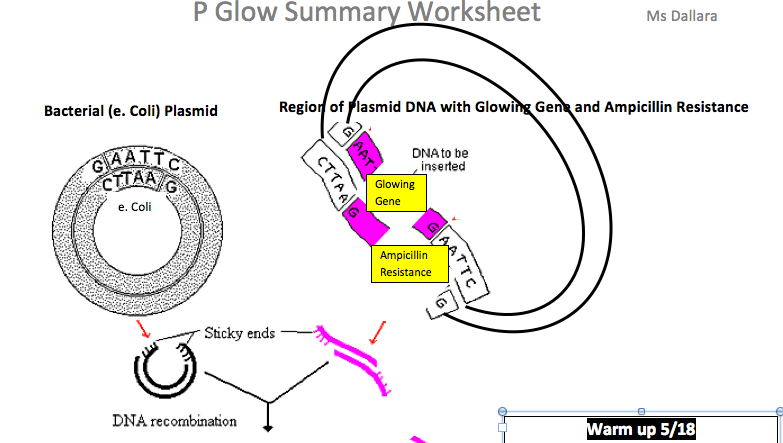 P Glow Summary Worksheet
Ms Dallara
Bacterial (e. Coli) Plasmid
Region of Plasmid DNA with Glowing Gene and Ampicillin Resistance
GAATTC
CTTAAG
e. Coli
G
AAT
CTTAA
G
DNA to be
inserted
Glowing
Gene
G
AATTC
G
Ampicillin
Resistance
Sticky ends
DNA recombination
Warm up 5/18